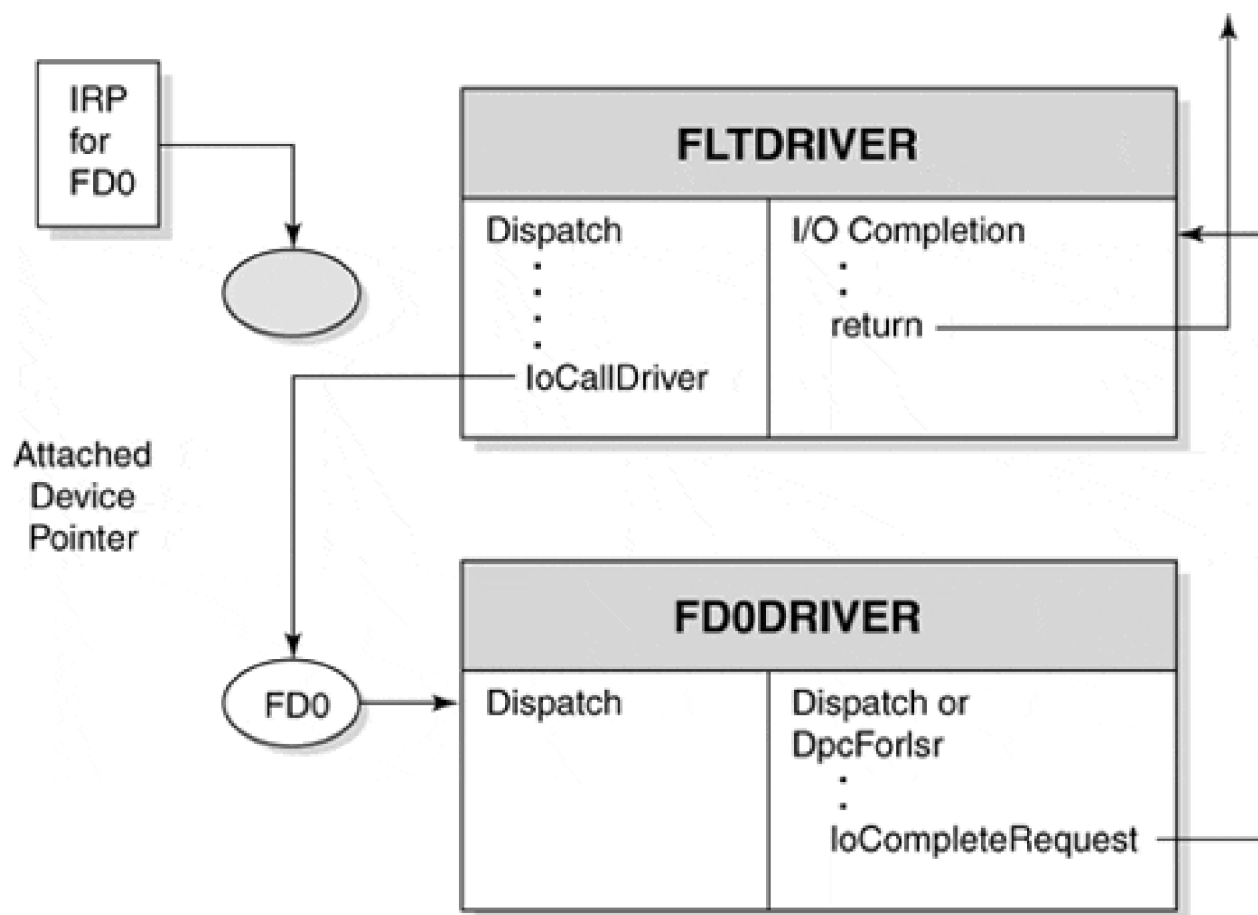 IRP
for
FD0
FLTDRIVER
Dispatch
.
.
.
.
IoCallDriver
I/O Completion
.
.
return
Attached
Device
Pointer
FD0DRIVER
FD0
Dispatch
Dispatch or
DpcForIsr
.
.
IoCompleteRequest